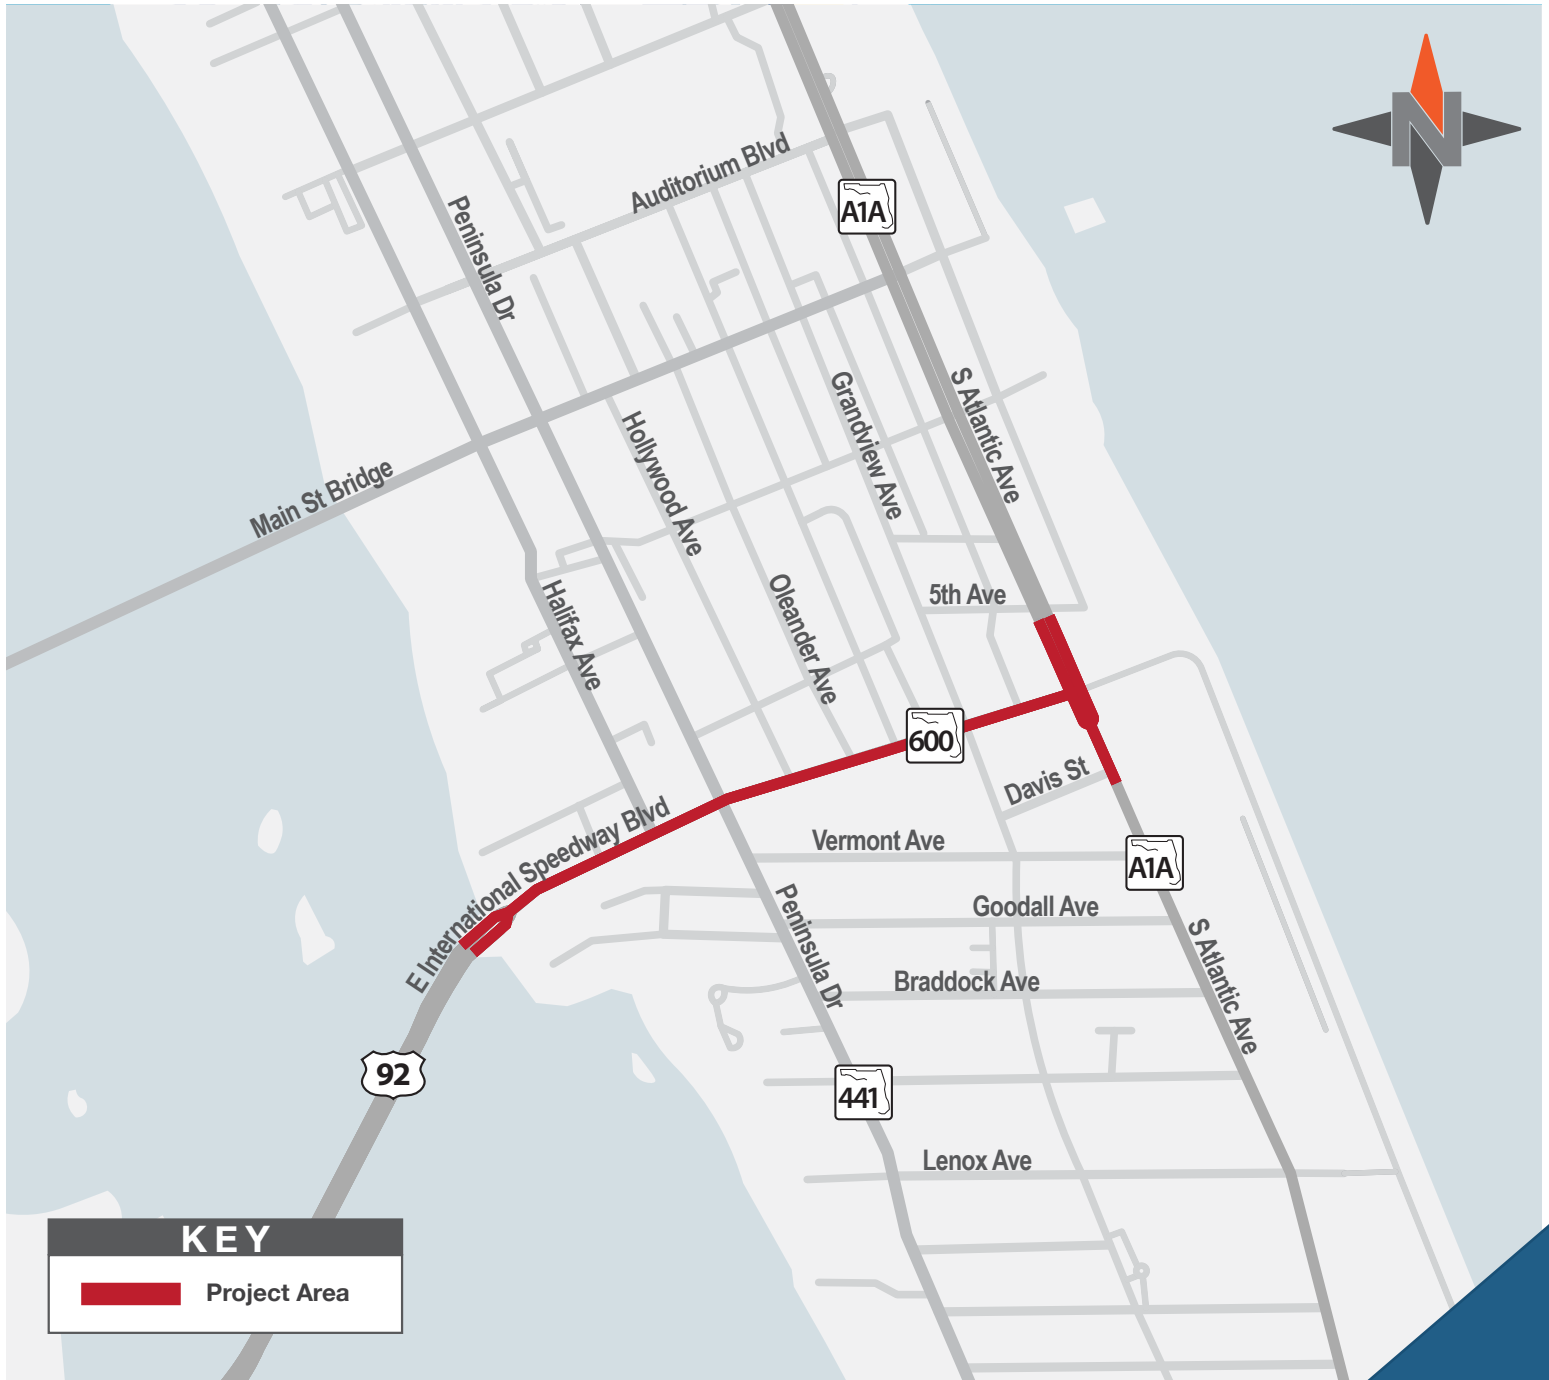 N
Auditorium Blvd
A1A
Peninsula Dr
S Atlantic Ave
Grandview Ave
Hollywood Ave
Main St Bridge
Oleander Ave
Halifax Ave
5th Ave
600
Davis St
E International Speedway Blvd
Vermont Ave
A1A
Goodall Ave
Peninsula Dr
S Atlantic Ave
Braddock Ave
92
441
Lenox Ave
KEY
Project Area